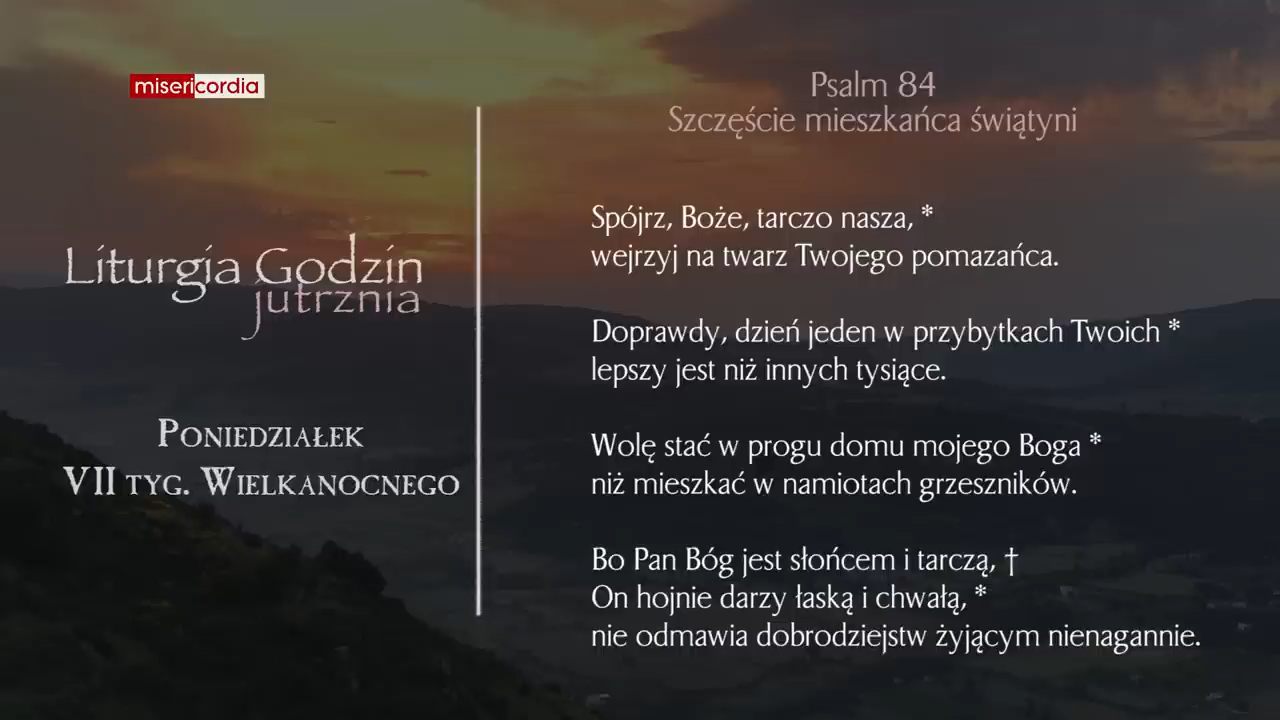 misericordia
Liturgia Godzin
jutrznia
Poniedziałek
VII tyg. Wielkanocnego
Psalm 84
Szczęście mieszkańca świątyni
Spójrz, Boże, tarczo nasza, *
wejrzyj na twarz Twojego pomazańca.
Doprawdy, dzień jeden w przybytkach Twoich *
lepszy jest niż innych tysiące.
Wolę stać w progu domu mojego Boga *
niż mieszkać w namiotach grzeszników.
Bo Pan Bóg jest słońcem i tarczą, †
On hojnie darzy łaską i chwałą, *
nie odmawia dobrodziejstw żyjącym nienagannie.